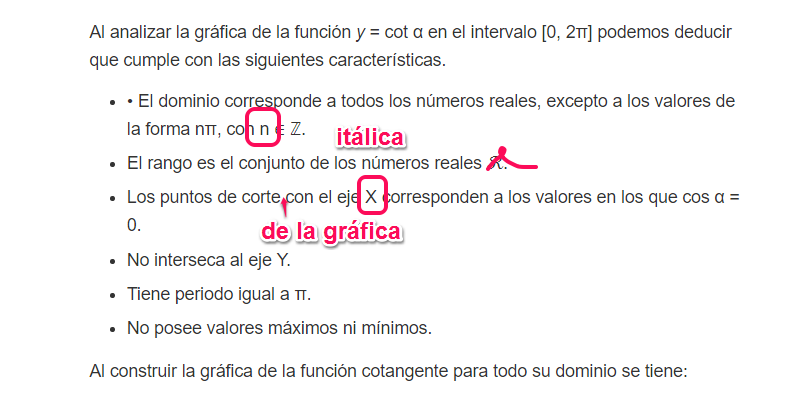 Al analizar la gráfica de la función y = cot α en el intervalo [0, 2π] podemos deducir
que cumple con las siguientes características.
• • El dominio corresponde a todos los números reales, excepto a los valores de
la forma nπ, con n ∈ ℤ.
itálica
• El rango es el conjunto de los números reales ℛ.
• Los puntos de corte con el eje X corresponden a los valores en los que cos α =
0.
de la gráfica
• No interseca al eje Y.
• Tiene periodo igual a π.
• No posee valores máximos ni mínimos.
Al construir la gráfica de la función cotangente para todo su dominio se tiene: